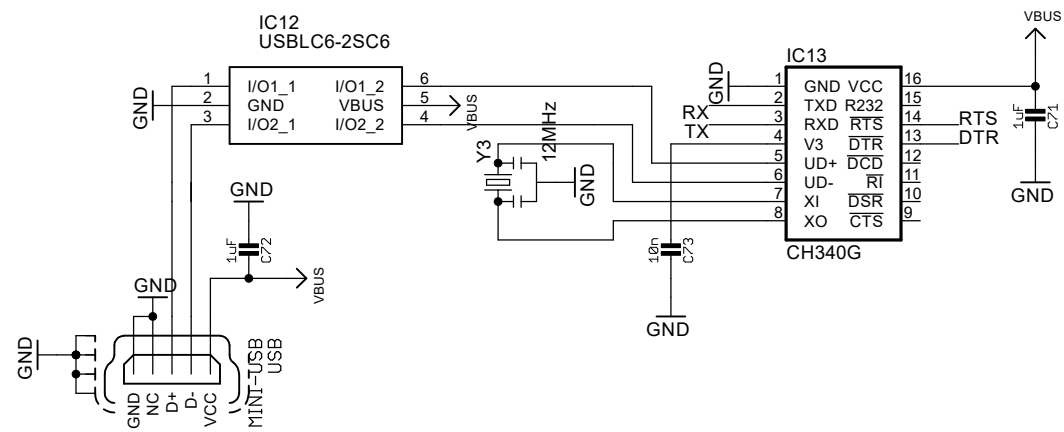 VBUS
IC12
USBLC6-2SC6
1 I/O1_1 I/O1_2 6
2 GND VBUS 5
3 I/O2_1 I/O2_2 4
GND
VBUS
IC13
1 GND VCC 16
2 TXD R232 15
3 RXD RTS 14
4 V3 DTR 13
5 UD+ DCD 12
6 UD- RI 11
7 XI DSR 10
8 XO CTS 9
CH340G
GND
RX
TX
RTS
DTR
1uF
C71
GND
Y3
12MHz
GND
10n
C73
GND
GND
1uF
C72
VBUS
GND
GND
GND
NC
D+
D-
VCC
MINI-USB
USB